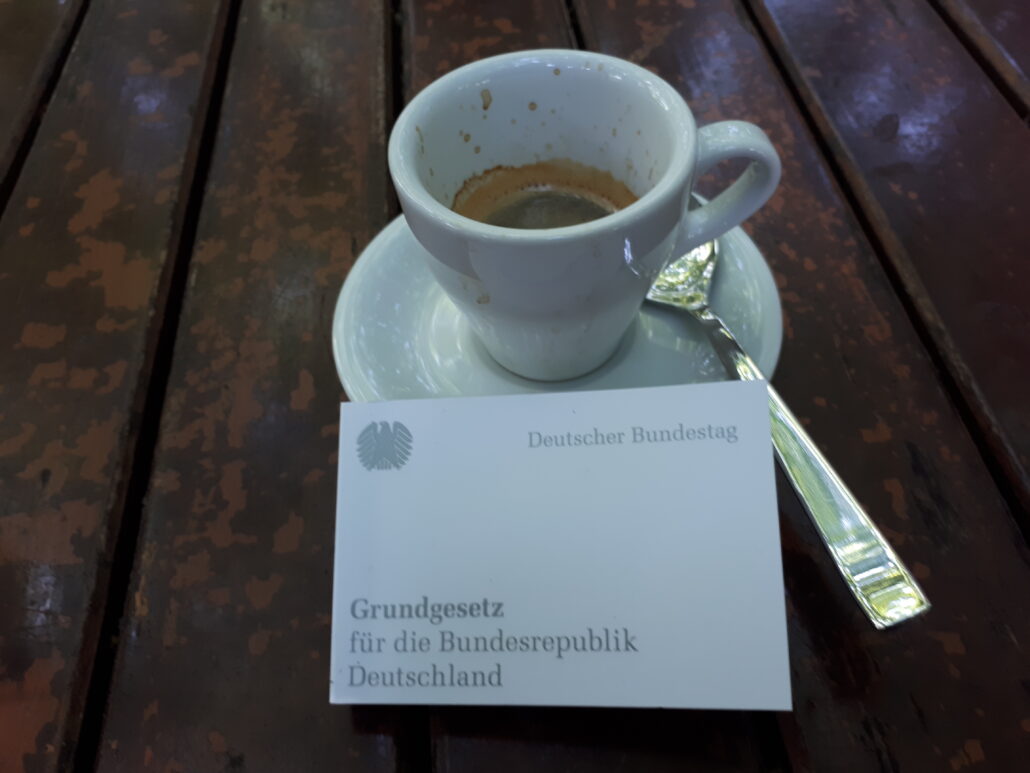 Deutscher Bundestag
Grundgesetz
für die Bundesrepublik
Deutschland